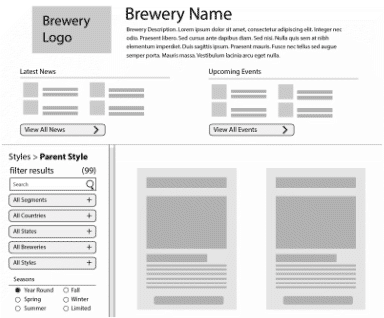 Brewery
Logo
Brewery Name
Brewery Description. Lorem ipsum dolor sit amet, consectetur adipiscing elit. Integer nec
odio. Praesent libero. Sed cursus ante dapibus diam. Sed nisi. Nulla quis sem at nibh
elementum imperdiet. Duis sagittis ipsum. Praesent mauris. Fusce nec tellus sed augue
semper porta. Mauris massa. Vestibulum lacinia arcu eget nulla.
Latest News
Upcoming Events
View All News
View All Events
Styles > Parent Style
filter results (99)
Search
All Segments +
All Countries +
All States +
All Breweries +
All Styles +
Seasons
Year Round Fall
Spring Winter
Summer Limited